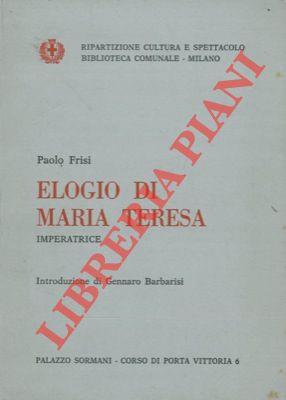 RIPARTIZIONE CULTURA E SPETTACOLO
BIBLIOTECA COMUNALE - MILANO
Paolo Frisi
ELOGIO DI
MARIA TERESA
IMPERATRICE
Introduzione di Gennaro Barbarisi
PALAZZO SORMANI - CORSO DI PORTA VITTORIA 6
LIBRERIA PIANI